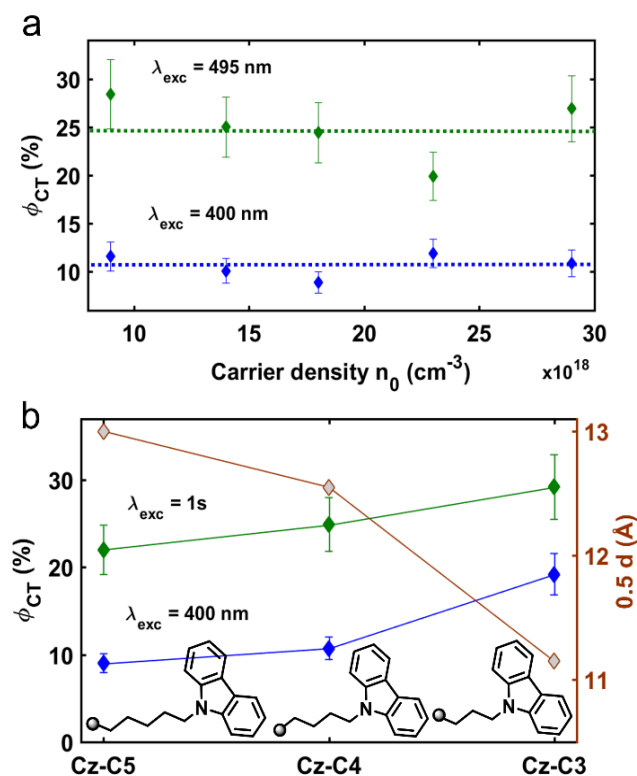 a
λexc = 495 nm
λexc = 400 nm
ϕCT (%)
30
25
20
15
10
10
15
20
25
30
Carrier density n0 (cm-3)
x10^18
b
λexc = 1s
λexc = 400 nm
ϕCT (%)
30
20
10
0
13
12
11
0.5 d (Å)
N
N
N
Cz-C5
Cz-C4
Cz-C3